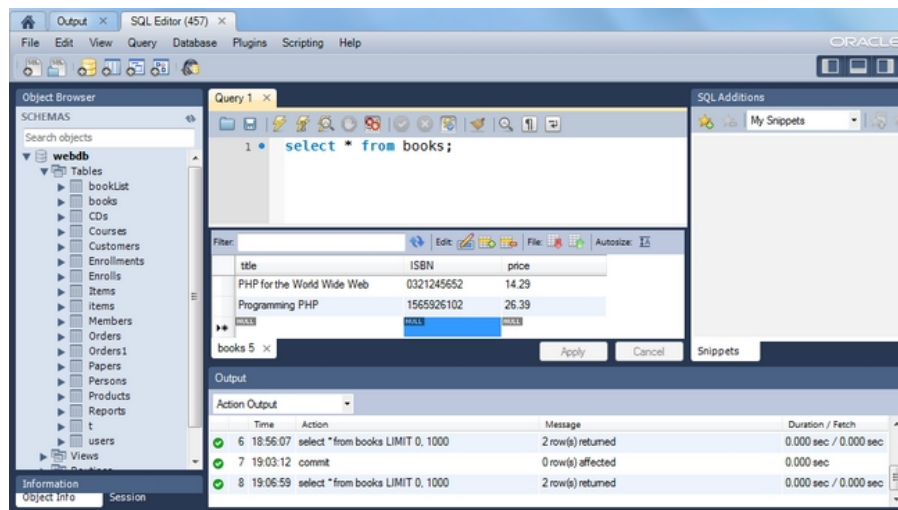 Output × SQL Editor (457) ×
File Edit View Query Database Plugins Scripting Help
ORACLE
Object Browser
SCHEMAS
Search objects
webdb
Tables
bookList
books
CDs
Courses
Customers
Enrollments
Enrolls
Items
items
Members
Orders
Orders1
Papers
Persons
Products
Reports
t
users
Views
Information
Object Info Session
Query 1 ×
1 select * from books;
Filter: Edit: File: Autosize:
title ISBN price
PHP for the World Wide Web 0321245652 14.29
Programming PHP 1565926102 26.39
NULL NULL NULL
books 5 ×
Apply Cancel
SQL Additions
My Snippets
Snippets
Output
Action Output
Time Action Message Duration / Fetch
6 18:56:07 select * from books LIMIT 0, 1000 2 row(s) returned 0.000 sec / 0.000 sec
7 19:03:12 commit 0 row(s) affected 0.000 sec
8 19:06:59 select * from books LIMIT 0, 1000 2 row(s) returned 0.000 sec / 0.000 sec